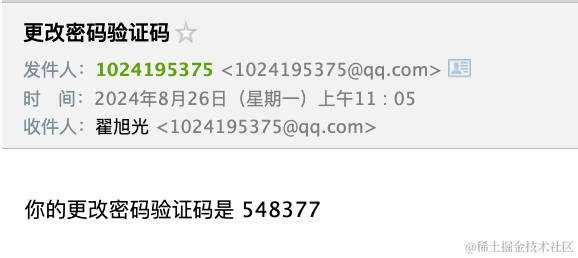 更改密码验证码
发件人：1024195375 <1024195375@qq.com>
时 间：2024年8月26日（星期一）上午11：05
收件人：翟旭光 <1024195375@qq.com>
你的更改密码验证码是 548377
@稀土掘金技术社区